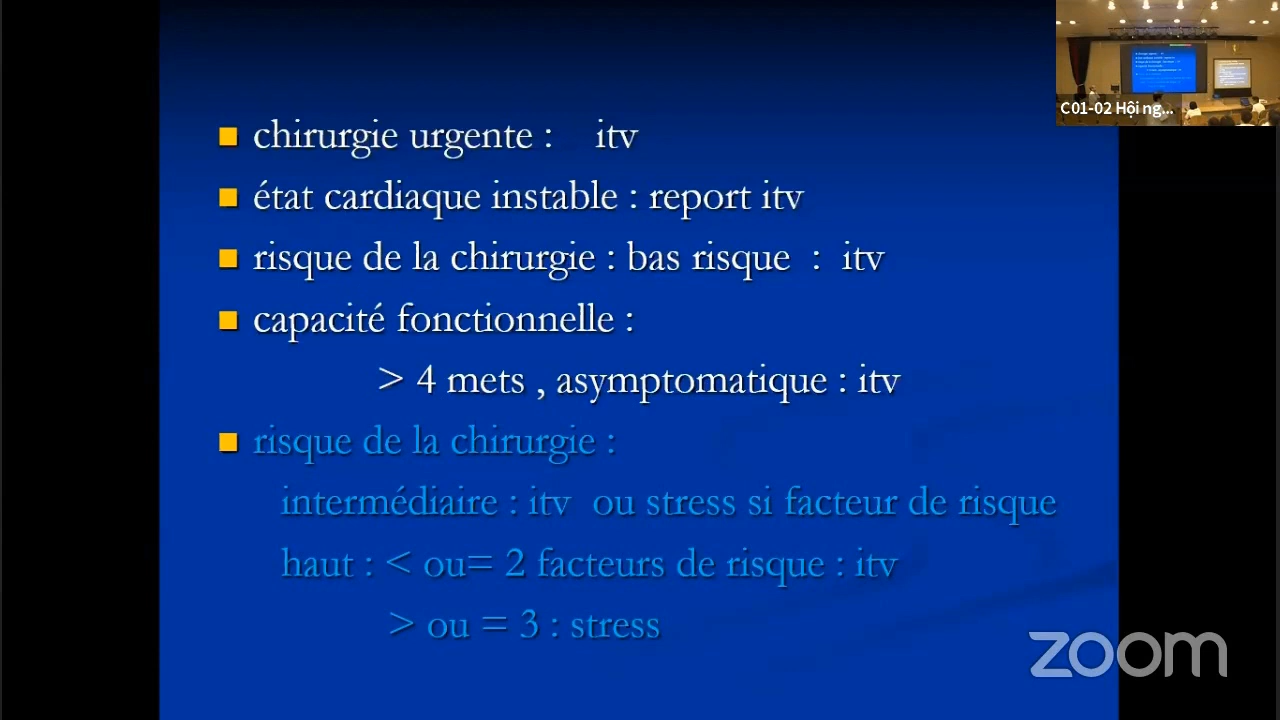 chirurgie urgente : itv
état cardiaque instable : report itv
risque de la chirurgie : bas risque : itv
capacité fonctionnelle :
> 4 mets , asymptomatique : itv
risque de la chirurgie :
intermédiaire : itv ou stress si facteur de risque
haut : < ou= 2 facteurs de risque : itv
> ou = 3 : stress
C01-02 Hội ng...
zoom